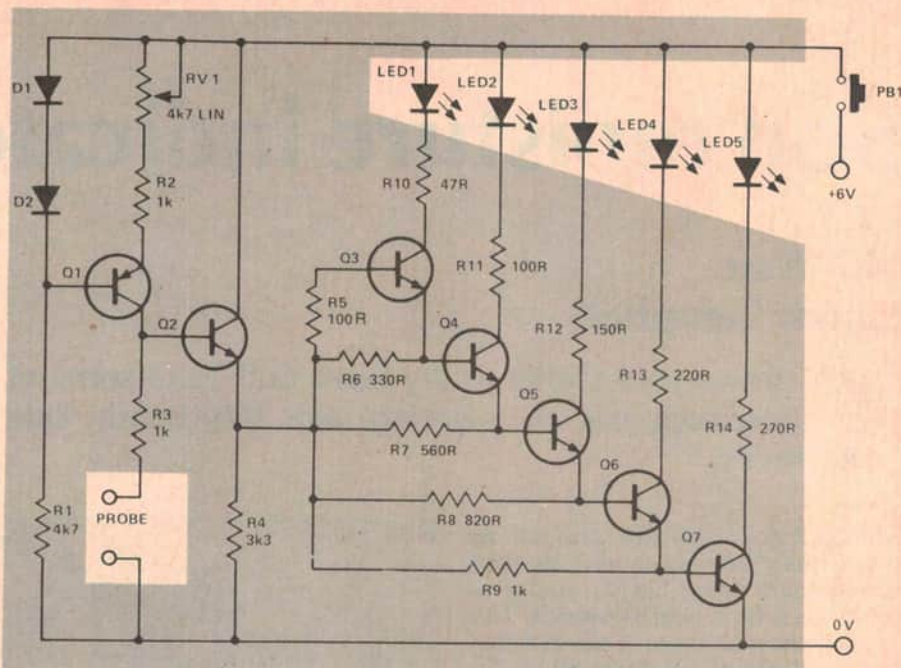 D1
RV 1
4k7 LIN
D2
R2
1k
Q1
Q2
R3
1k
R1
4k7
PROBE
R4
3k3
LED1
LED2
LED3
LED4
LED5
PB1
+6V
R10
47R
Q3
R11
100R
R5
100R
Q4
R12
150R
R6 330R
R13
220R
Q5
R14
270R
R7 560R
Q6
R8 820R
Q7
R9 1k
0V